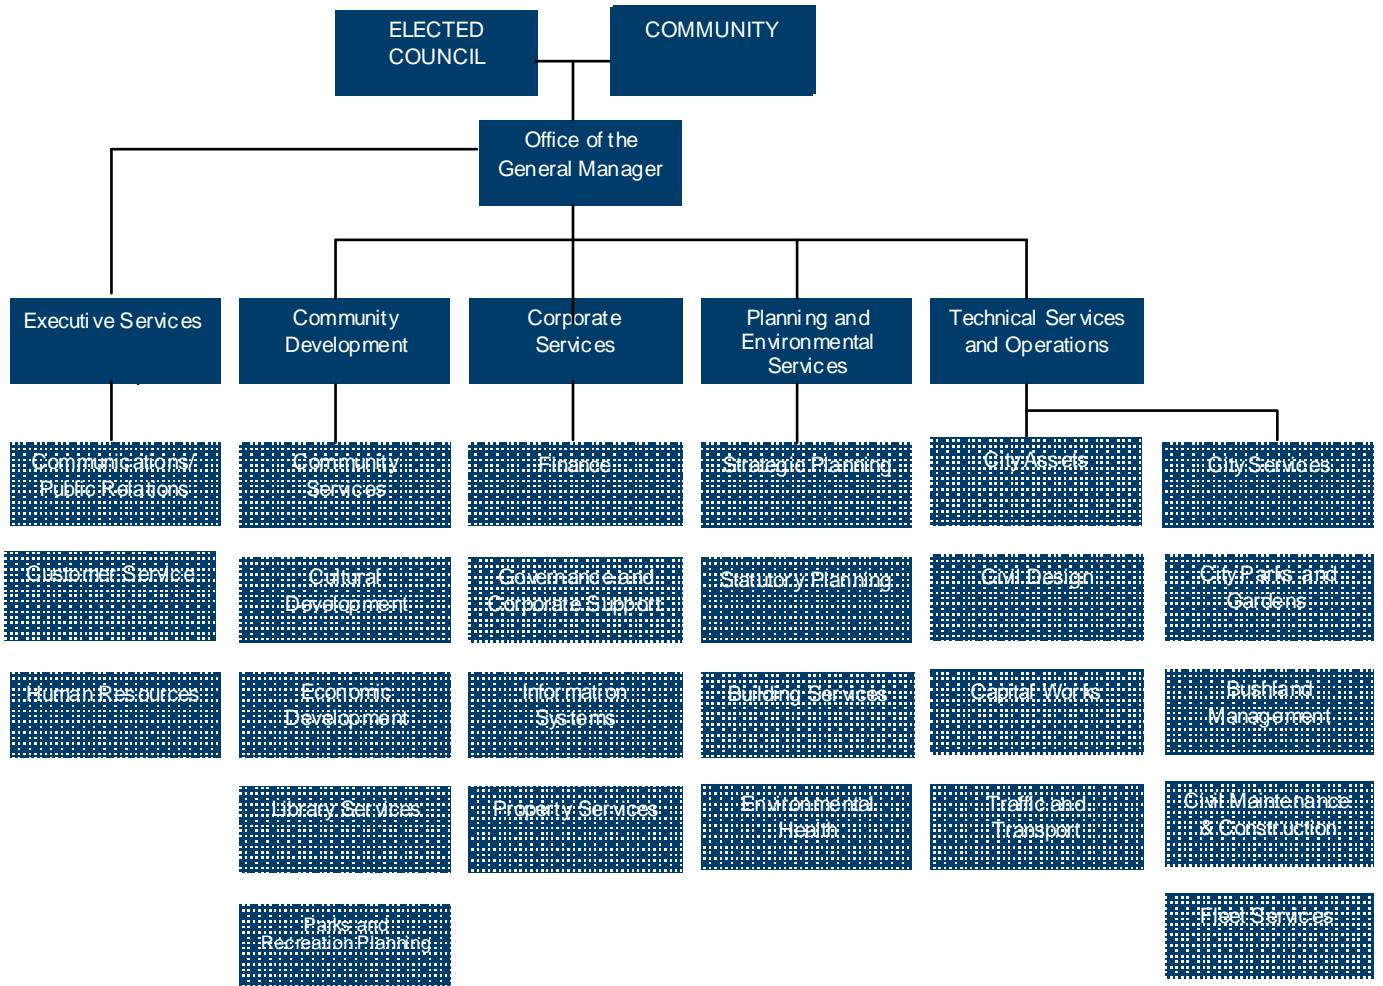 ELECTED
COUNCIL
COMMUNITY
Office of the
General Manager
Executive Services
Community
Development
Corporate
Services
Planning and
Environmental
Services
Technical Services
and Operations
Communications/
Public Relations
Community
Services
Finance
Strategic Planning
City Assets
City Services
Customer Service
Cultural
Development
Governance and
Corporate Support
Statutory Planning
Civil Design
City Parks and
Gardens
Human Resources
Economic
Development
Information
Systems
Building Services
Capital Works
Bushland
Management
Library Services
Property Services
Environmental
Health
Traffic and
Transport
Civil Maintenance
& Construction
Parks and
Recreation Planning
Fleet Services